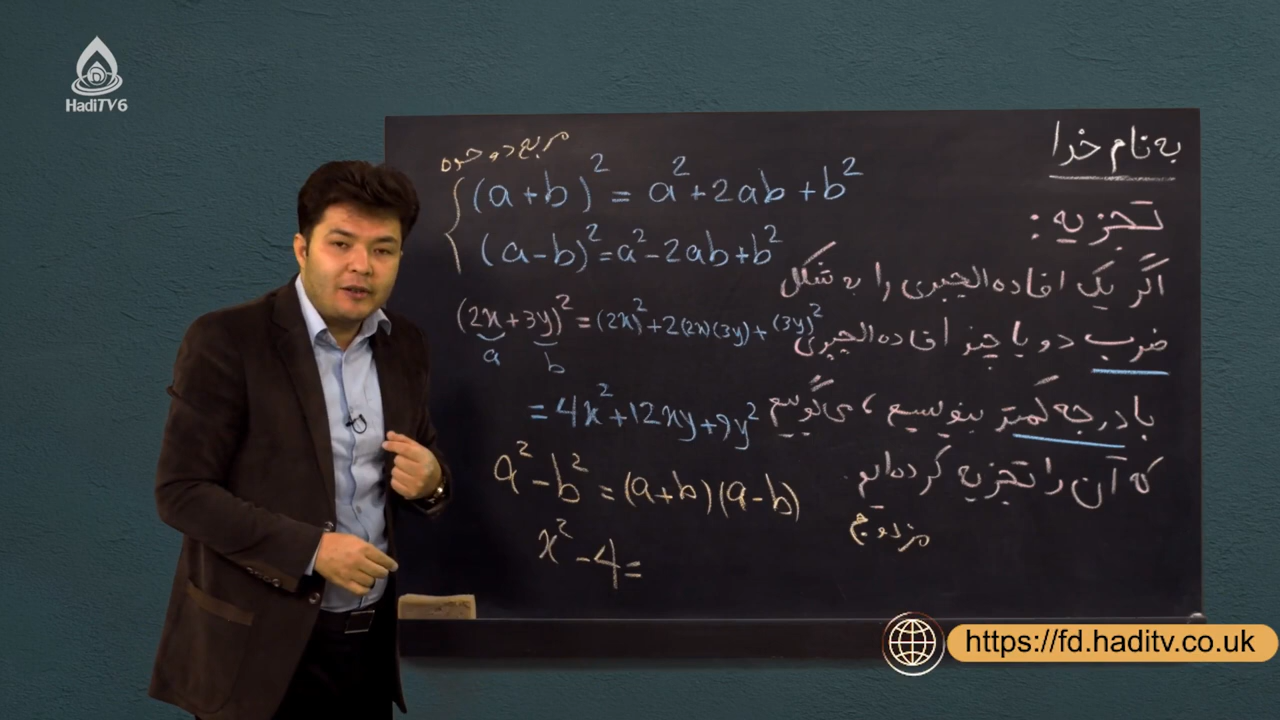 HadiTV6
به نام خدا
تجزیه :
اگر یک افاده الجبری را به شکل
ضرب دو یا چند افاده الجبری
با درجه کمتر بنویسیم ، می‌گوییم
که آن را تجزیه کرده‌ایم.
مزدوج
مربع دو جمله
(a+b)² = a²+2ab+b²
(a-b)²=a²-2ab+b²
(2x+3y)²=(2x)²+2(2x)(3y)+(3y)²
a b
=4x²+12xy+9y²
a²-b²=(a+b)(a-b)
x²-4=
https://fd.haditv.co.uk